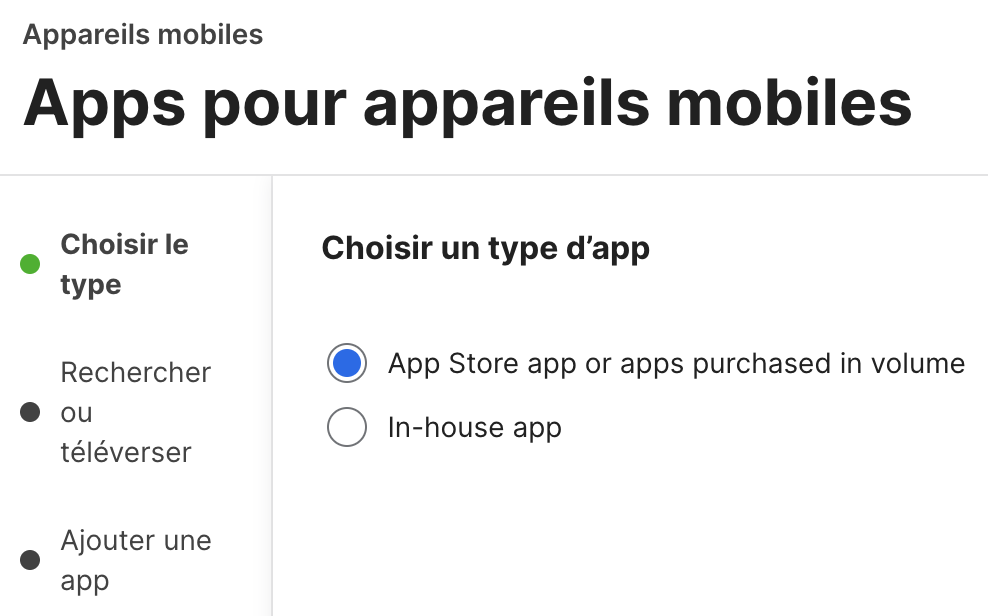 Appareils mobiles
Apps pour appareils mobiles
Choisir le
type
Rechercher
ou
téléverser
Ajouter une
app
Choisir un type d’app
App Store app or apps purchased in volume
In-house app